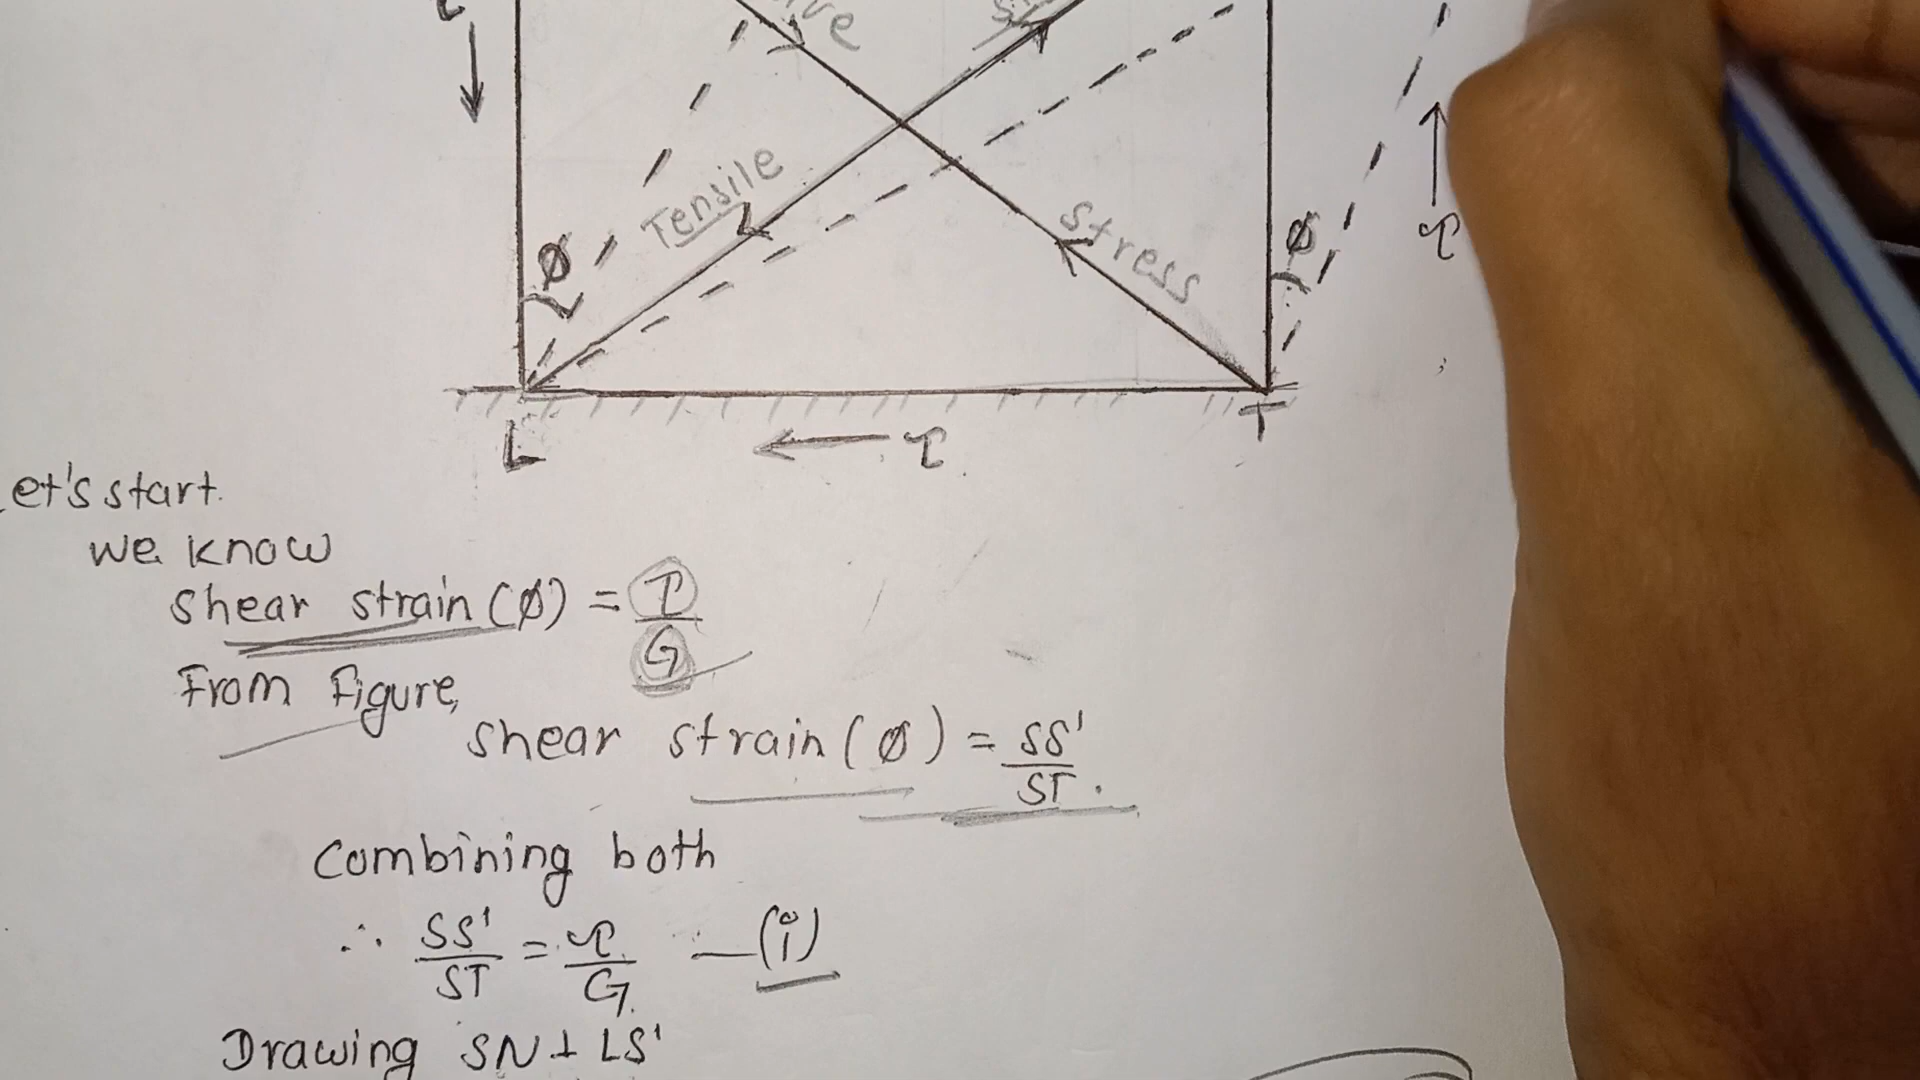 Tensile
Stress
Ø
Ø
τ
L
T
← τ
Let's start.
we know
shear strain (Ø) = τ/G
From Figure,
shear strain (Ø) = SS'/ST.
Combining both
∴ SS'/ST = τ/G —(i)
Drawing SN ⊥ LS'